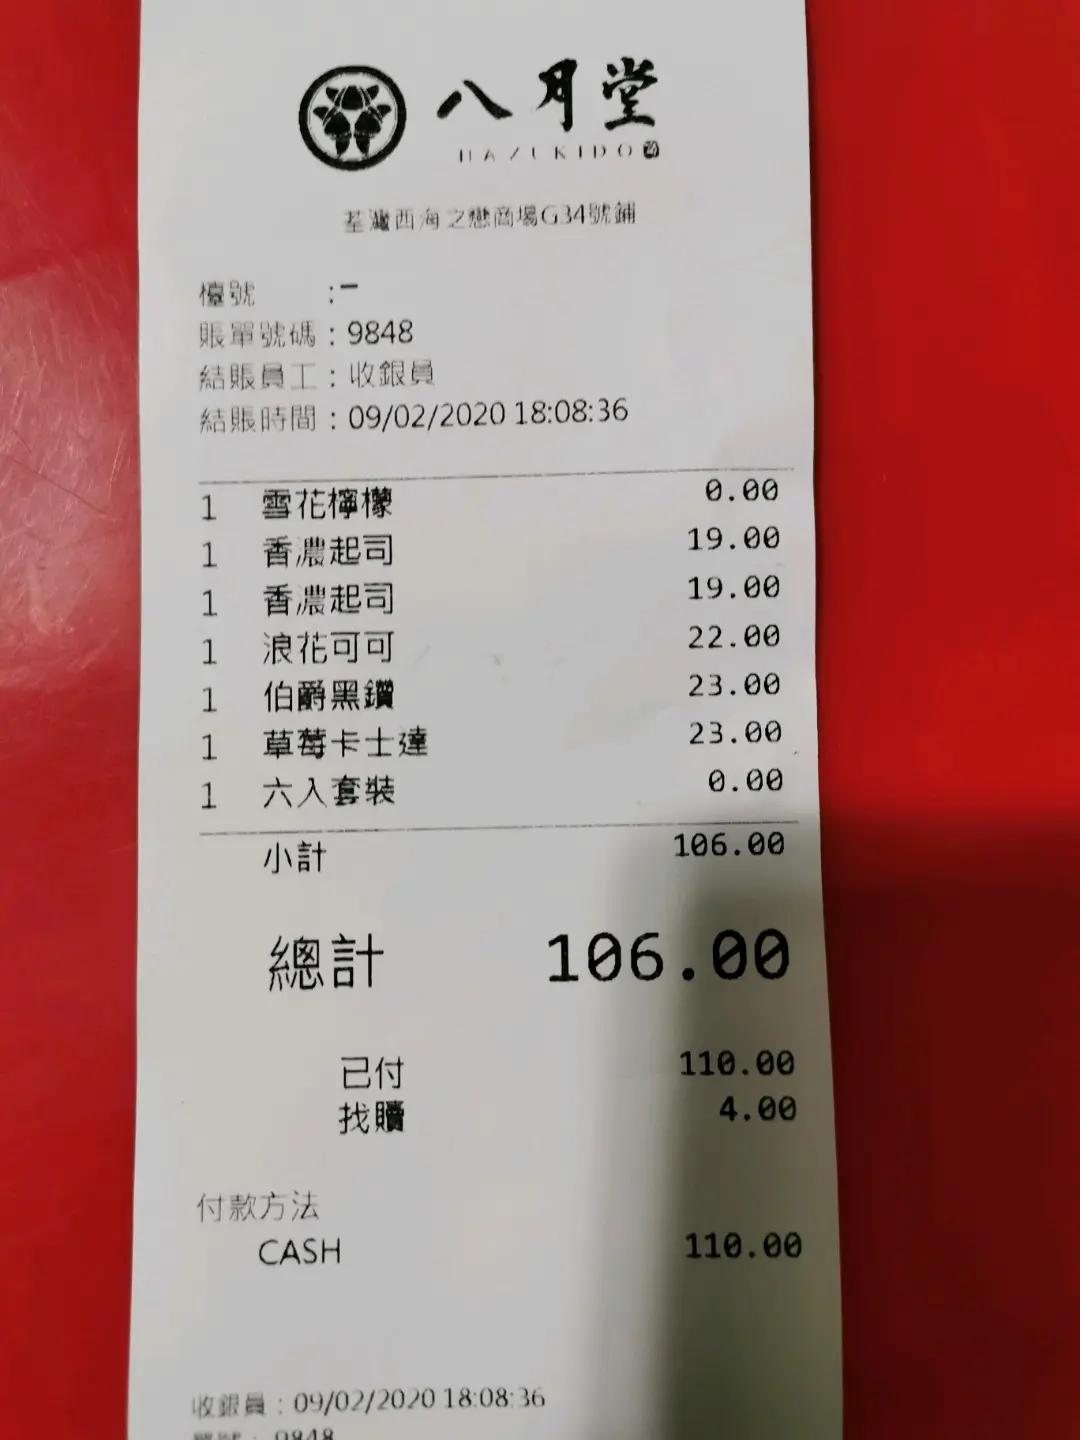 八月堂
HAZUKIDO
荃灣西海之戀商場G34號鋪
檯號 :-
賬單號碼 : 9848
結賬員工 : 收銀員
結賬時間 : 09/02/2020 18:08:36
1 雪花檸檬 0.00
1 香濃起司 19.00
1 香濃起司 19.00
1 浪花可可 22.00
1 伯爵黑鑽 23.00
1 草莓卡士達 23.00
1 六入套裝 0.00
小計 106.00
總計 106.00
已付 110.00
找贖 4.00
付款方法
CASH 110.00
收銀員 : 09/02/2020 18:08:36
單號 : 9848